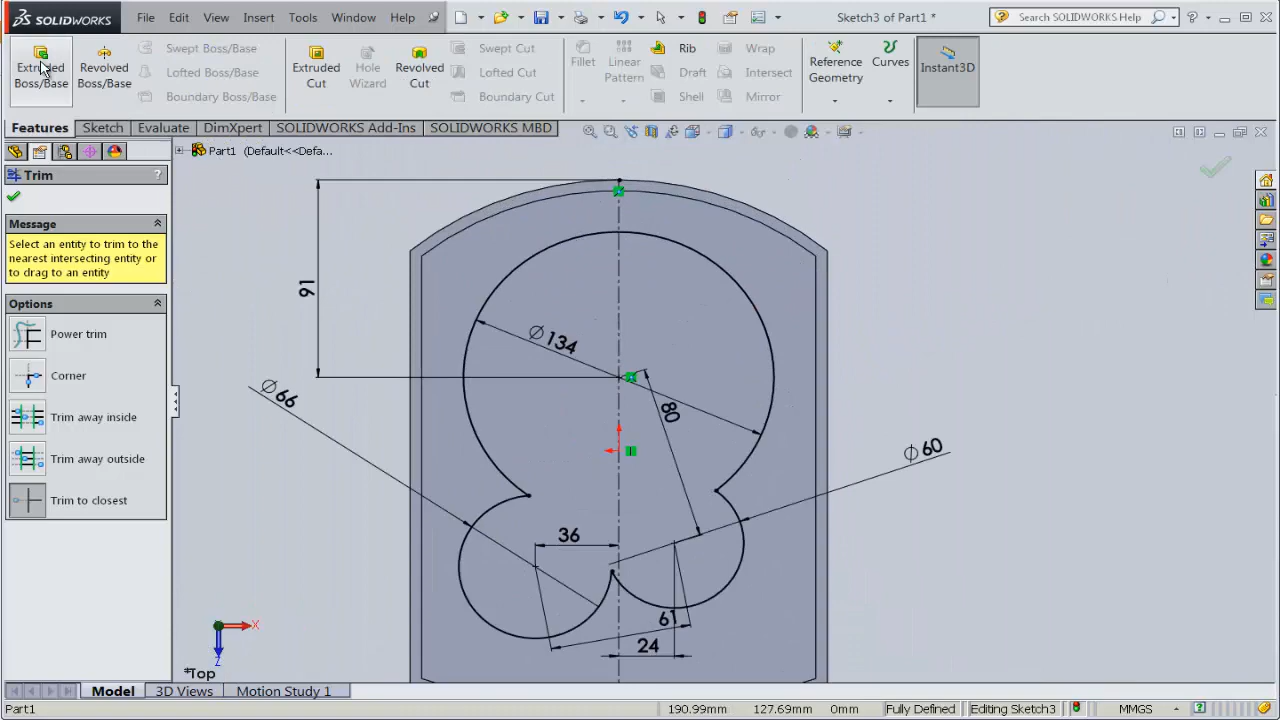 SOLIDWORKS File Edit View Insert Tools Window Help Sketch3 of Part1 * Search SOLIDWORKS Help
Extruded Boss/Base
Revolved Boss/Base
Swept Boss/Base
Lofted Boss/Base
Boundary Boss/Base
Extruded Cut
Hole Wizard
Revolved Cut
Swept Cut
Lofted Cut
Boundary Cut
Fillet
Linear Pattern
Rib
Draft
Shell
Wrap
Intersect
Mirror
Reference Geometry
Curves
Instant3D
Features Sketch Evaluate DimXpert SOLIDWORKS Add-Ins SOLIDWORKS MBD
Part1 (Default<<Defa...
Trim ?
Message
Select an entity to trim to the
nearest intersecting entity or
to drag to an entity
Options
Power trim
Corner
Trim away inside
Trim away outside
Trim to closest
91
Ø134
Ø66
80
Ø60
36
61
24
X
Z
*Top
Model 3D Views Motion Study 1
Part1 190.99mm 127.69mm 0mm Fully Defined Editing Sketch3 MMGS